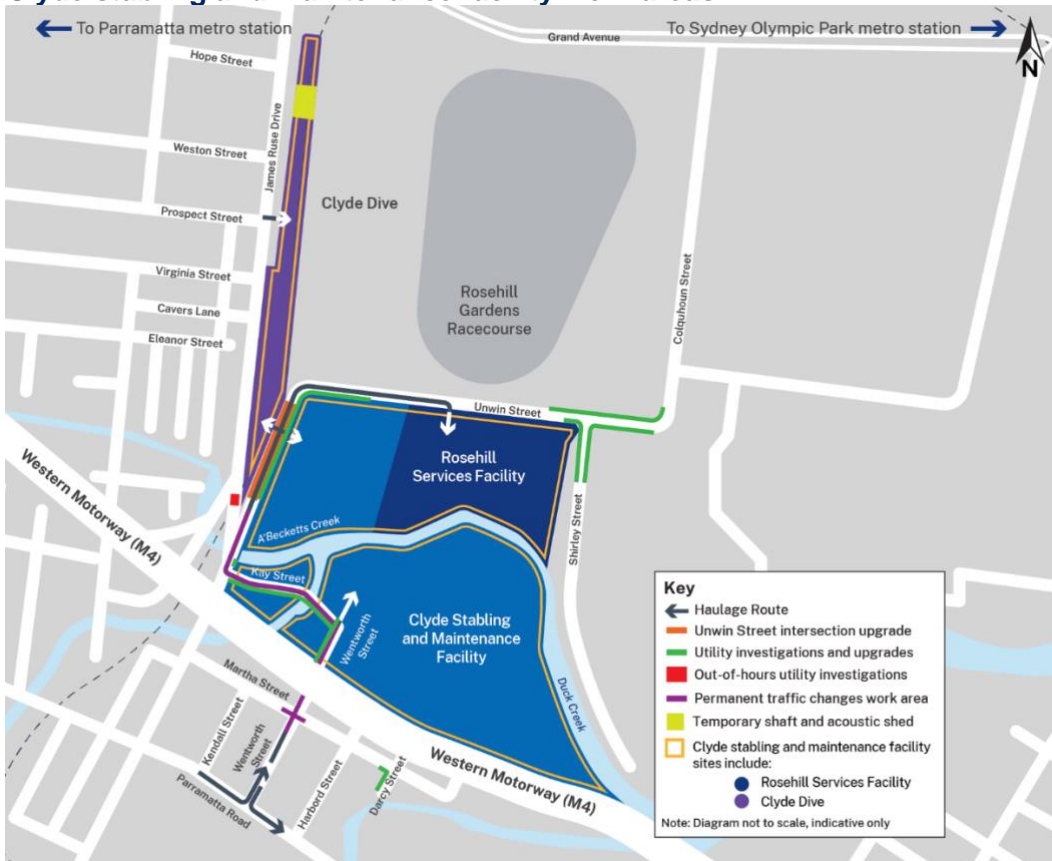 To Parramatta metro station
To Sydney Olympic Park metro station
Grand Avenue
N
Hope Street
James Ruse Drive
Weston Street
Clyde Dive
Prospect Street
Virginia Street
Cavers Lane
Eleanor Street
Rosehill
Gardens
Racecourse
Colquhoun Street
Unwin Street
Rosehill
Services Facility
Western Motorway (M4)
A'Becketts Creek
Kay Street
Shirley Street
Wentworth
Street
Clyde Stabling
and Maintenance
Facility
Duck Creek
Martha Street
Kendall Street
Wentworth
Street
Harbord Street
Darcy Street
Parramatta Road
Western Motorway (M4)
Key
Haulage Route
Unwin Street intersection upgrade
Utility investigations and upgrades
Out-of-hours utility investigations
Permanent traffic changes work area
Temporary shaft and acoustic shed
Clyde stabling and maintenance facility
sites include:
Rosehill Services Facility
Clyde Dive
Note: Diagram not to scale, indicative only